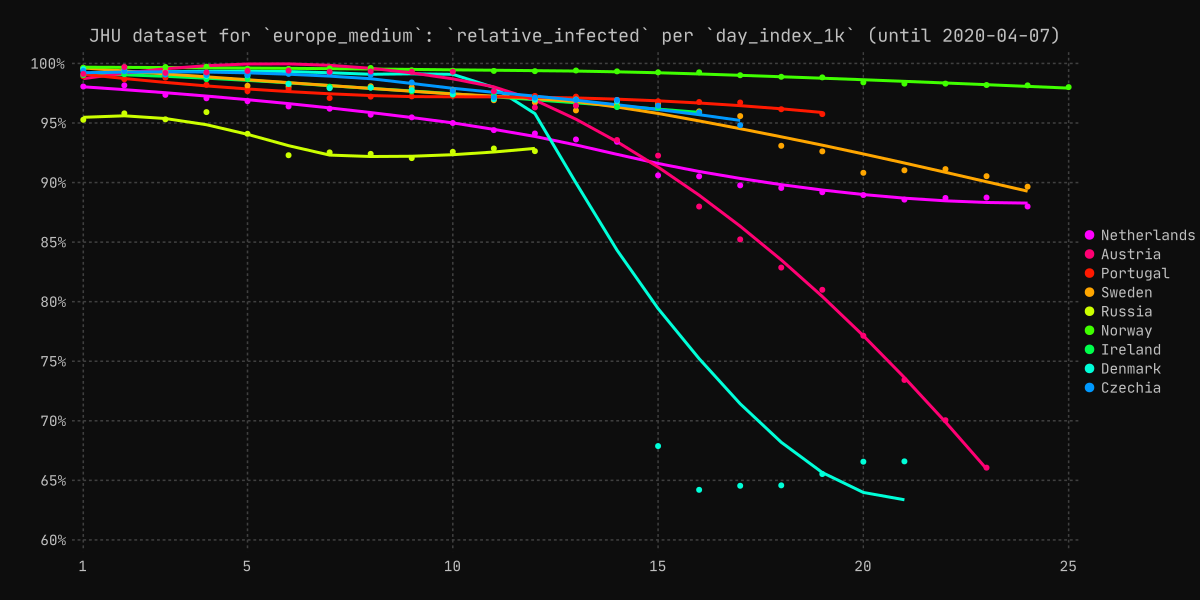 JHU dataset for `europe_medium`: `relative_infected` per `day_index_1k` (until 2020-04-07)
100%
95%
90%
85%
80%
75%
70%
65%
60%
1 5 10 15 20 25
Netherlands
Austria
Portugal
Sweden
Russia
Norway
Ireland
Denmark
Czechia